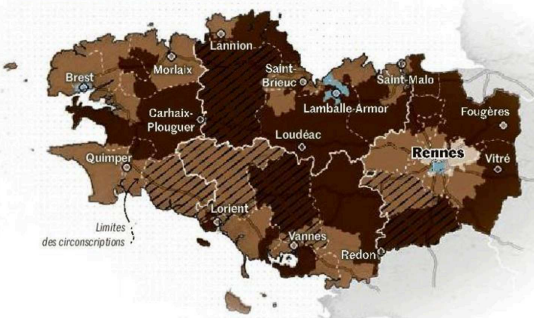 Lannion
Morlaix
Brest
Saint-
Brieuc
Saint-Malo
Lamballe-Armor
Carhaix-
Plouguer
Fougères
Loudéac
Rennes
Vitré
Quimper
Limites
des circonscriptions
Lorient
Vannes
Redon